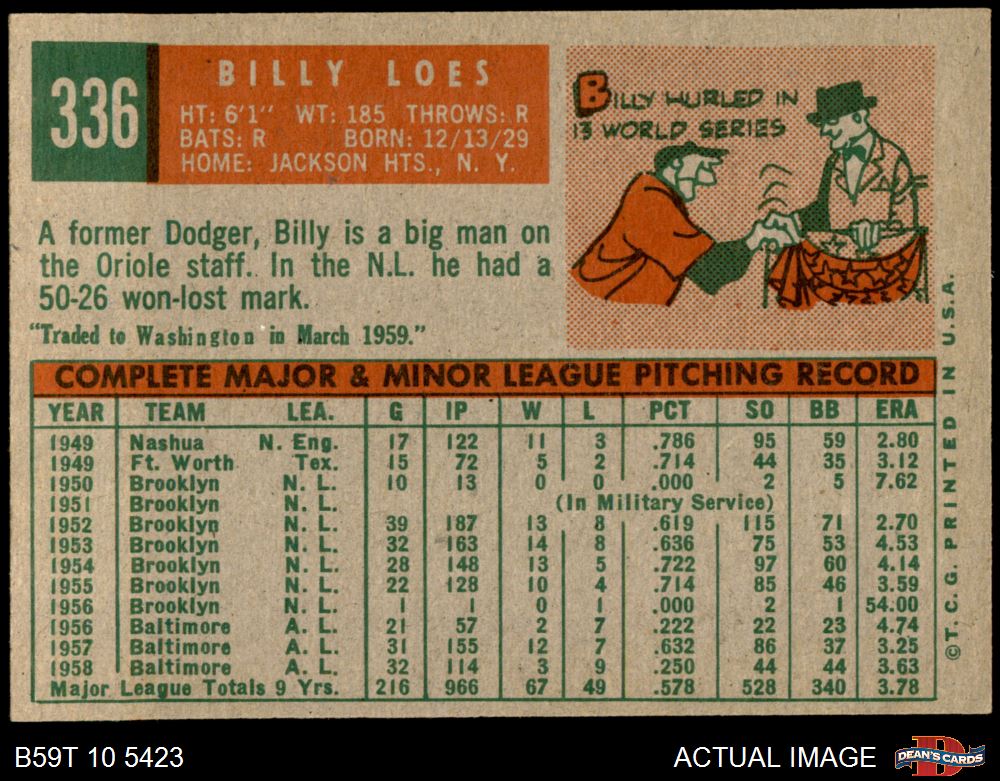 336
BILLY LOES
HT: 6'1" WT: 185 THROWS: R
BATS: R BORN: 12/13/29
HOME: JACKSON HTS., N. Y.
BILLY HURLED IN
13 WORLD SERIES
A former Dodger, Billy is a big man on
the Oriole staff. In the N.L. he had a
50-26 won-lost mark.
"Traded to Washington in March 1959."
COMPLETE MAJOR & MINOR LEAGUE PITCHING RECORD
YEAR TEAM LEA. G IP W L PCT SO BB ERA
1949 Nashua N. Eng. 17 122 11 3 .786 95 59 2.80
1949 Ft. Worth Tex. 15 72 5 2 .714 44 35 3.12
1950 Brooklyn N. L. 10 13 0 0 .000 2 5 7.62
1951 Brooklyn N. L. (In Military Service)
1952 Brooklyn N. L. 39 187 13 8 .619 115 71 2.70
1953 Brooklyn N. L. 32 163 14 8 .636 75 53 4.53
1954 Brooklyn N. L. 28 148 13 5 .722 97 60 4.14
1955 Brooklyn N. L. 22 128 10 4 .714 85 46 3.59
1956 Brooklyn N. L. 1 1 0 1 .000 2 1 54.00
1956 Baltimore A. L. 21 57 2 7 .222 22 23 4.74
1957 Baltimore A. L. 31 155 12 7 .632 86 37 3.25
1958 Baltimore A. L. 32 114 3 9 .250 44 44 3.63
Major League Totals 9 Yrs. 216 966 67 49 .578 528 340 3.78
©T. C. G. PRINTED IN U.S.A.
B59T 10 5423
ACTUAL IMAGE
D
DEAN'S CARDS